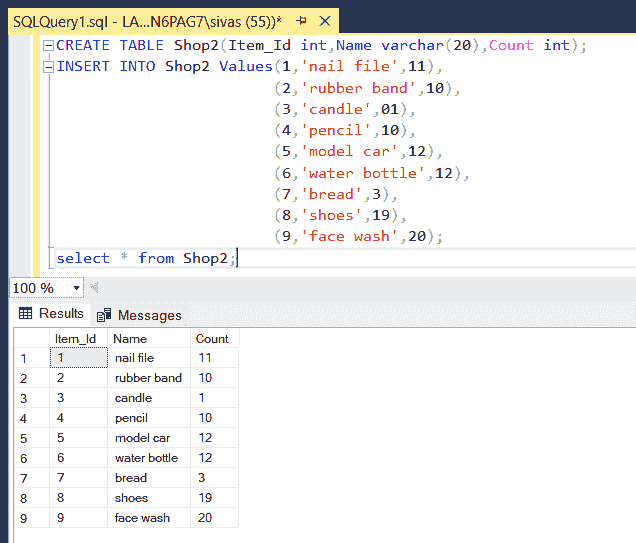 SQLQuery1.sql - LA...N6PAG7\sivas (55))*
CREATE TABLE Shop2(Item_Id int,Name varchar(20),Count int);
INSERT INTO Shop2 Values(1,'nail file',11),
(2,'rubber band',10),
(3,'candle',01),
(4,'pencil',10),
(5,'model car',12),
(6,'water bottle',12),
(7,'bread',3),
(8,'shoes',19),
(9,'face wash',20);
select * from Shop2;
100 %
Results Messages
Item_Id Name Count
1 1 nail file 11
2 2 rubber band 10
3 3 candle 1
4 4 pencil 10
5 5 model car 12
6 6 water bottle 12
7 7 bread 3
8 8 shoes 19
9 9 face wash 20